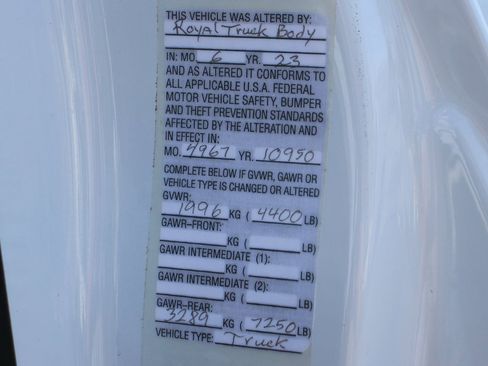 THIS VEHICLE WAS ALTERED BY:
Royal Truck Body
IN: MO. 6 YR. 23
AND AS ALTERED IT CONFORMS TO
ALL APPLICABLE U.S.A. FEDERAL
MOTOR VEHICLE SAFETY, BUMPER
AND THEFT PREVENTION STANDARDS
AFFECTED BY THE ALTERATION AND
IN EFFECT IN:
MO. 4967 YR. 10950
COMPLETE BELOW IF GVWR, GAWR OR
VEHICLE TYPE IS CHANGED OR ALTERED
GVWR:
1996 KG ( 4400 LB)
GAWR–FRONT:
KG ( LB)
GAWR INTERMEDIATE (1):
KG ( LB)
GAWR INTERMEDIATE (2):
KG ( LB)
GAWR–REAR:
3289 KG ( 7250 LB)
VEHICLE TYPE: Truck